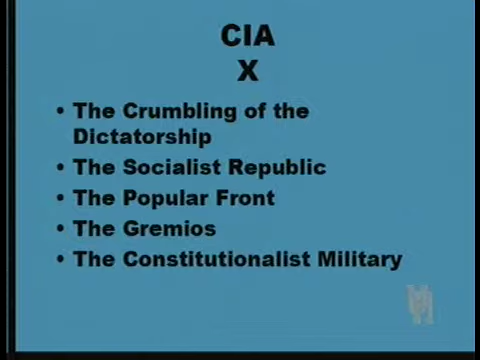 CIA
X
• The Crumbling of the
Dictatorship
• The Socialist Republic
• The Popular Front
• The Gremios
• The Constitutionalist Military